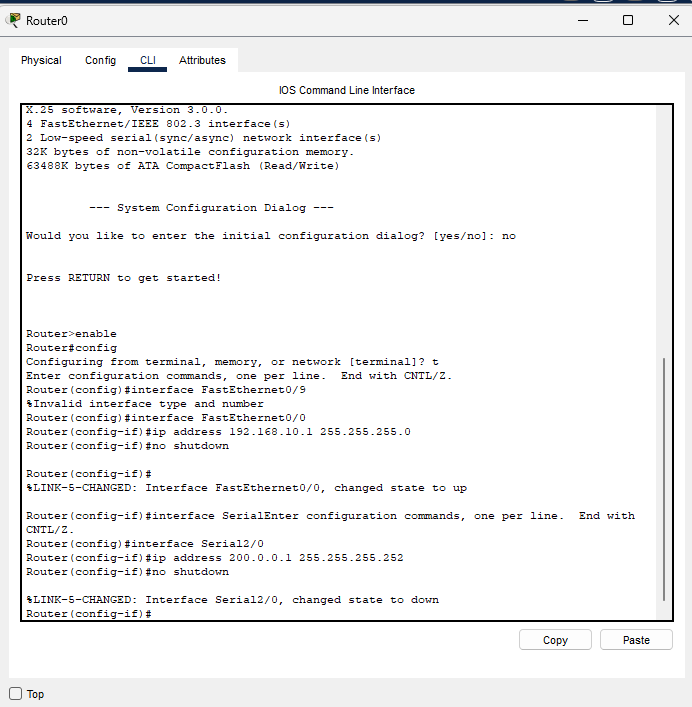 Router0
Physical Config CLI Attributes
IOS Command Line Interface
X.25 software, Version 3.0.0.
4 FastEthernet/IEEE 802.3 interface(s)
2 Low-speed serial(sync/async) network interface(s)
32K bytes of non-volatile configuration memory.
63488K bytes of ATA CompactFlash (Read/Write)
--- System Configuration Dialog ---
Would you like to enter the initial configuration dialog? [yes/no]: no
Press RETURN to get started!
Router>enable
Router#config
Configuring from terminal, memory, or network [terminal]? t
Enter configuration commands, one per line.  End with CNTL/Z.
Router(config)#interface FastEthernet0/9
%Invalid interface type and number
Router(config)#interface FastEthernet0/0
Router(config-if)#ip address 192.168.10.1 255.255.255.0
Router(config-if)#no shutdown
Router(config-if)#
%LINK-5-CHANGED: Interface FastEthernet0/0, changed state to up
Router(config-if)#interface SerialEnter configuration commands, one per line.  End with
CNTL/Z.
Router(config)#interface Serial2/0
Router(config-if)#ip address 200.0.0.1 255.255.255.252
Router(config-if)#no shutdown
%LINK-5-CHANGED: Interface Serial2/0, changed state to down
Router(config-if)#
Copy Paste
Top